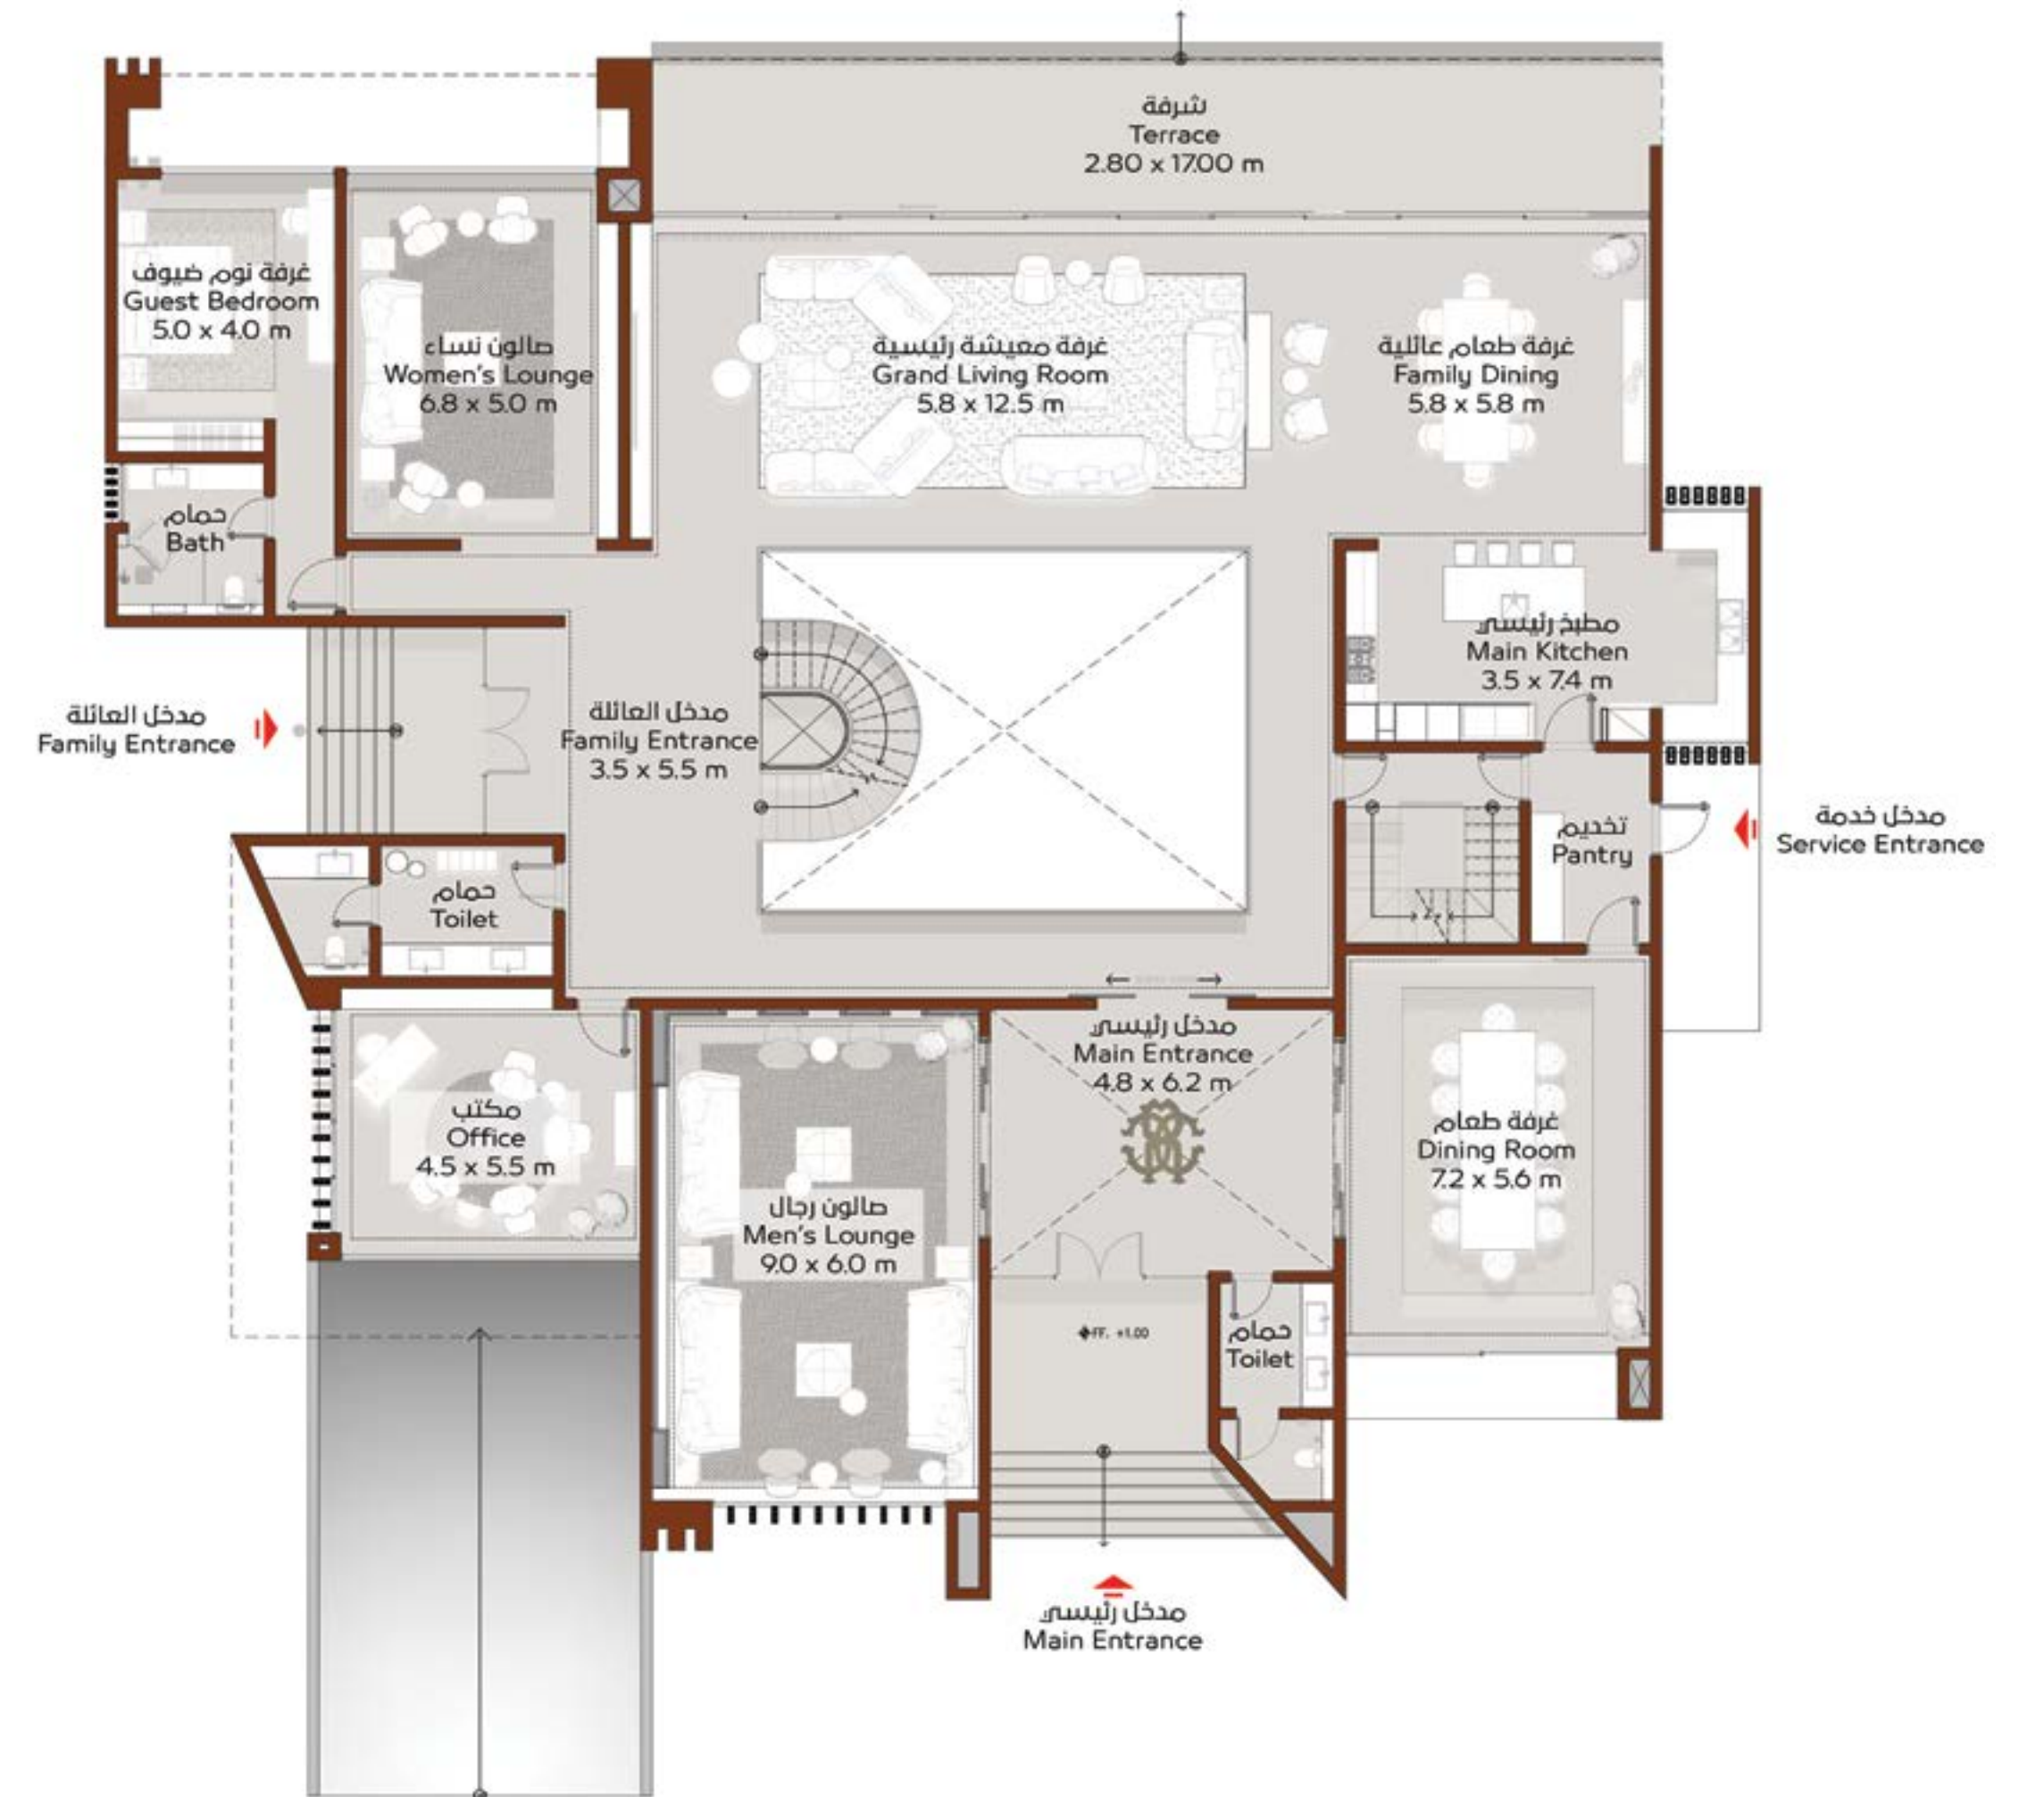 شرفة
Terrace
2.80 x 17.00 m
غرفة نوم ضيوف
Guest Bedroom
5.0 x 4.0 m
صالون نساء
Women's Lounge
6.8 x 5.0 m
غرفة معيشة رئيسية
Grand Living Room
5.8 x 12.5 m
غرفة طعام عائلية
Family Dining
5.8 x 5.8 m
حمام
Bath
مطبخ رئيسي
Main Kitchen
3.5 x 7.4 m
مدخل العائلة
Family Entrance
مدخل العائلة
Family Entrance
3.5 x 5.5 m
تخديم
Pantry
مدخل خدمة
Service Entrance
حمام
Toilet
مدخل رئيسي
Main Entrance
4.8 x 6.2 m
مكتب
Office
4.5 x 5.5 m
غرفة طعام
Dining Room
7.2 x 5.6 m
صالون رجال
Men's Lounge
9.0 x 6.0 m
FF. +1.00
حمام
Toilet
مدخل رئيسي
Main Entrance